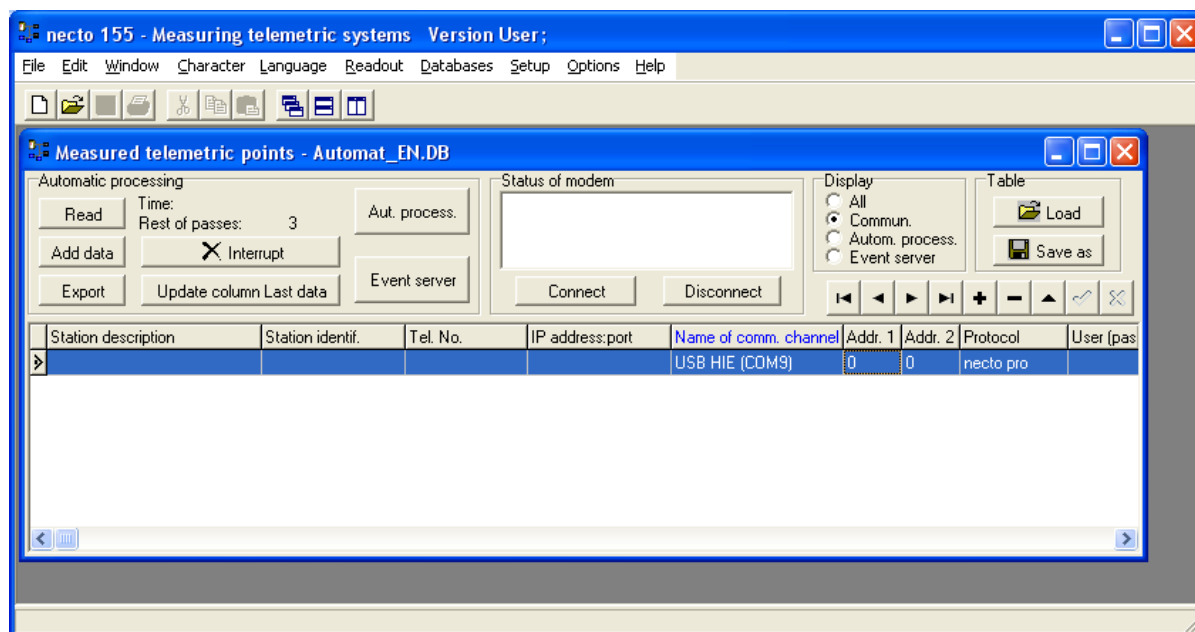 necto 155 - Measuring telemetric systems Version User;
File Edit Window Character Language Readout Databases Setup Options Help
Measured telemetric points - Automat_EN.DB
Automatic processing
Read
Time:
Rest of passes: 3
Aut. process.
Add data
Interrupt
Event server
Export
Update column Last data
Status of modem
Connect
Disconnect
Display
All
Commun.
Autom. process.
Event server
Table
Load
Save as
Station description Station identif. Tel. No. IP address:port Name of comm. channel Addr. 1 Addr. 2 Protocol User (pas
USB HIE (COM9) 0 0 necto pro